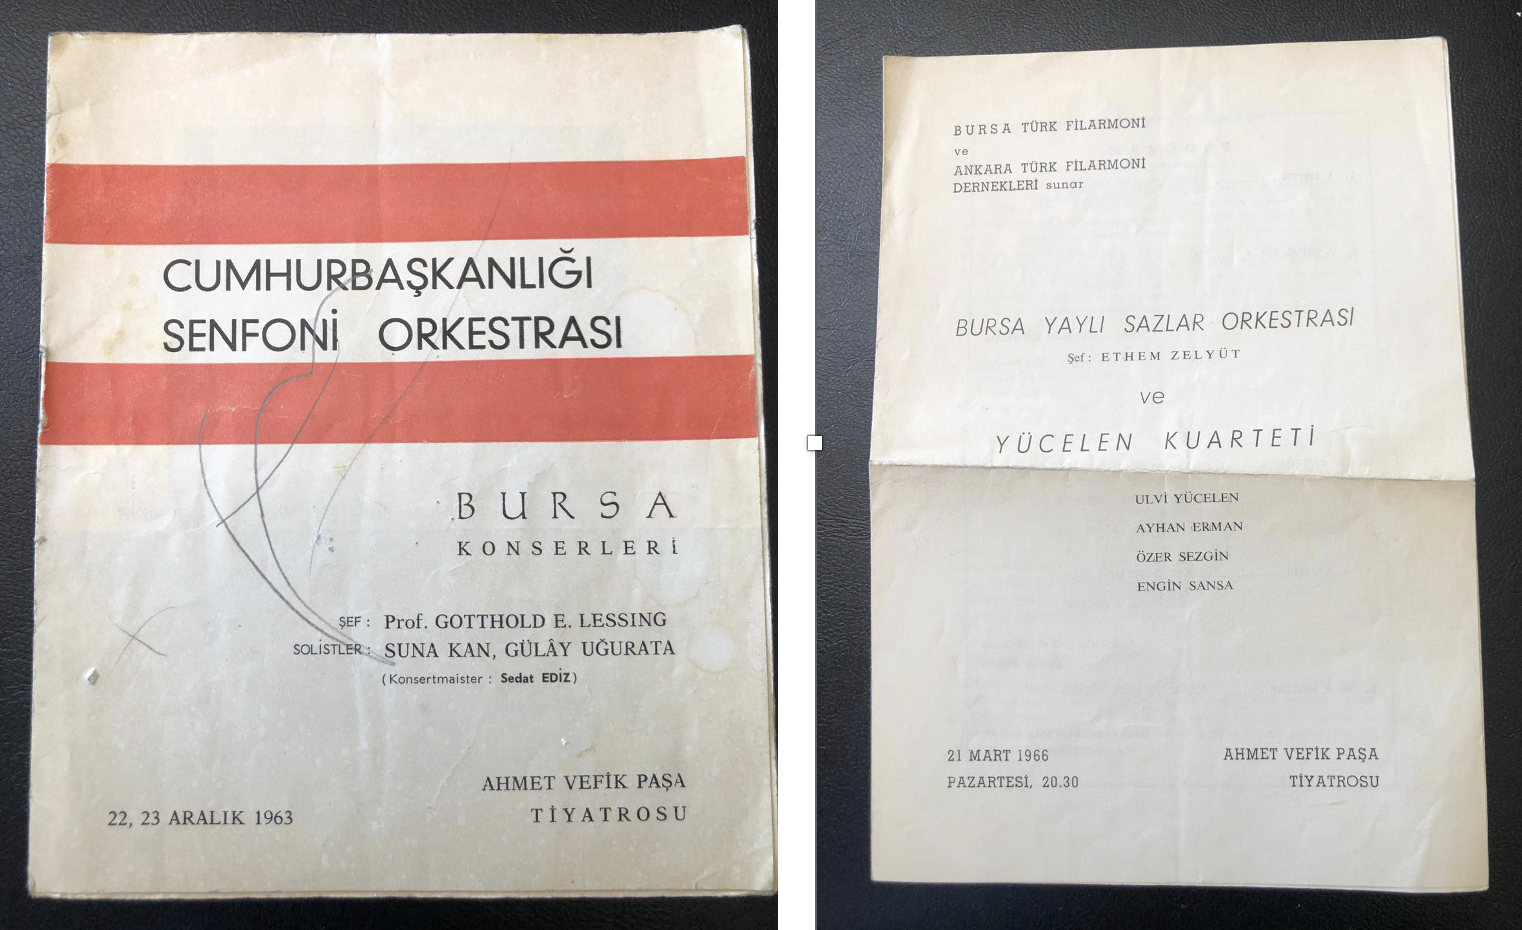 CUMHURBAŞKANLIĞI
SENFONİ ORKESTRASI
BURSA
KONSERLERİ
ŞEF : Prof. GOTTHOLD E. LESSING
SOLİSTLER : SUNA KAN, GÜLÂY UĞURATA
(Konsertmaister : Sedat EDİZ)
AHMET VEFİK PAŞA
TİYATROSU
22, 23 ARALIK 1963
BURSA TÜRK FİLARMONİ
ve
ANKARA TÜRK FİLARMONİ
DERNEKLERİ sunar
BURSA YAYLI SAZLAR ORKESTRASI
Şef : ETHEM ZELYÜT
ve
YÜCELEN KUARTETİ
ULVİ YÜCELEN
AYHAN ERMAN
ÖZER SEZGİN
ENGİN SANSA
21 MART 1966
PAZARTESİ, 20.30
AHMET VEFİK PAŞA
TİYATROSU